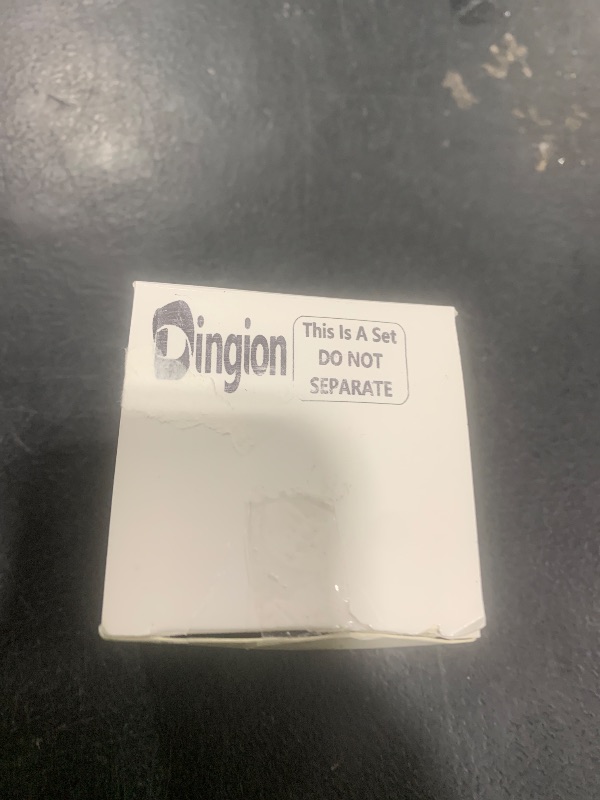 Dingion
This Is A Set
DO NOT
SEPARATE